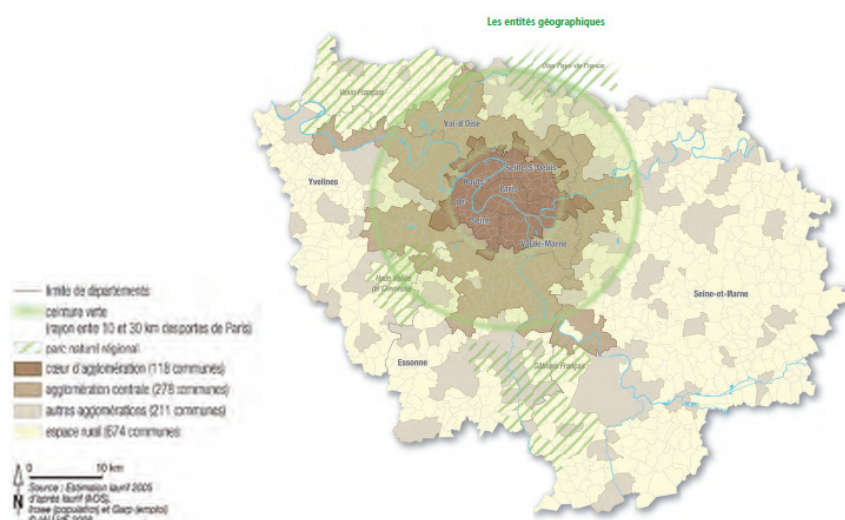 Les entités géographiques
Vexin Français
Oise Pays-de-France
Val-d'Oise
Seine-St-Denis
Yvelines
Hauts
Paris
de
Seine
Val-de-Marne
Haute Vallée
de Chevreuse
Seine-et-Marne
Essonne
Gâtinais Français
limite de départements
ceinture verte
(rayon entre 10 et 30 km des portes de Paris)
parc naturel régional
cœur d'agglomération (118 communes)
agglomération centrale (278 communes)
autres agglomérations (211 communes)
espace rural (674 communes)
0 10 km
N
Source : Estimation Iaurif 2005
d'après Iaurif (MOS),
Insee (population) et Garp (emploi)